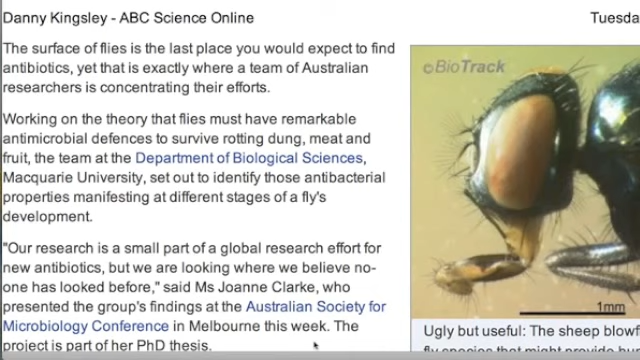 Danny Kingsley - ABC Science Online
Tuesda
The surface of flies is the last place you would expect to find
antibiotics, yet that is exactly where a team of Australian
researchers is concentrating their efforts.
Working on the theory that flies must have remarkable
antimicrobial defences to survive rotting dung, meat and
fruit, the team at the Department of Biological Sciences,
Macquarie University, set out to identify those antibacterial
properties manifesting at different stages of a fly's
development.
"Our research is a small part of a global research effort for
new antibiotics, but we are looking where we believe no-
one has looked before," said Ms Joanne Clarke, who
presented the group's findings at the Australian Society for
Microbiology Conference in Melbourne this week. The
project is part of her PhD thesis.
©BioTrack
1mm
Ugly but useful: The sheep blowf
fly species that might provide hu